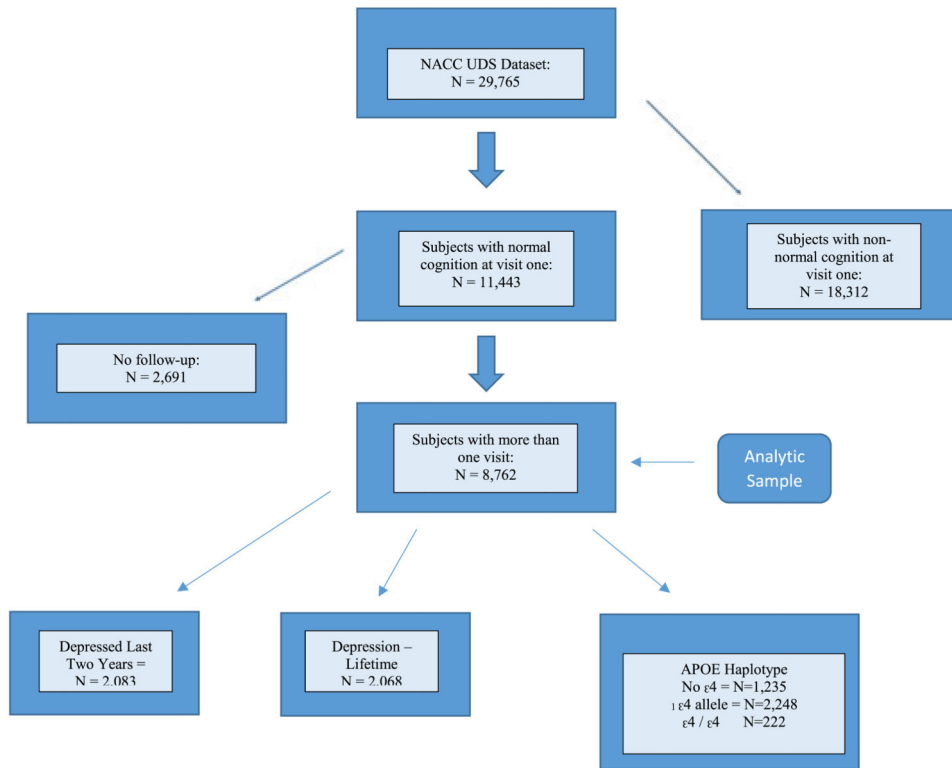 NACC UDS Dataset:
N = 29,765
Subjects with normal
cognition at visit one:
N = 11,443
Subjects with non-
normal cognition at
visit one:
N = 18,312
No follow-up:
N = 2,691
Subjects with more than
one visit:
N = 8,762
Analytic
Sample
Depressed Last
Two Years =
N = 2,083
Depression –
Lifetime
N = 2,068
APOE Haplotype
No ε4 = N=1,235
1 ε4 allele = N=2,248
ε4 / ε4 N=222